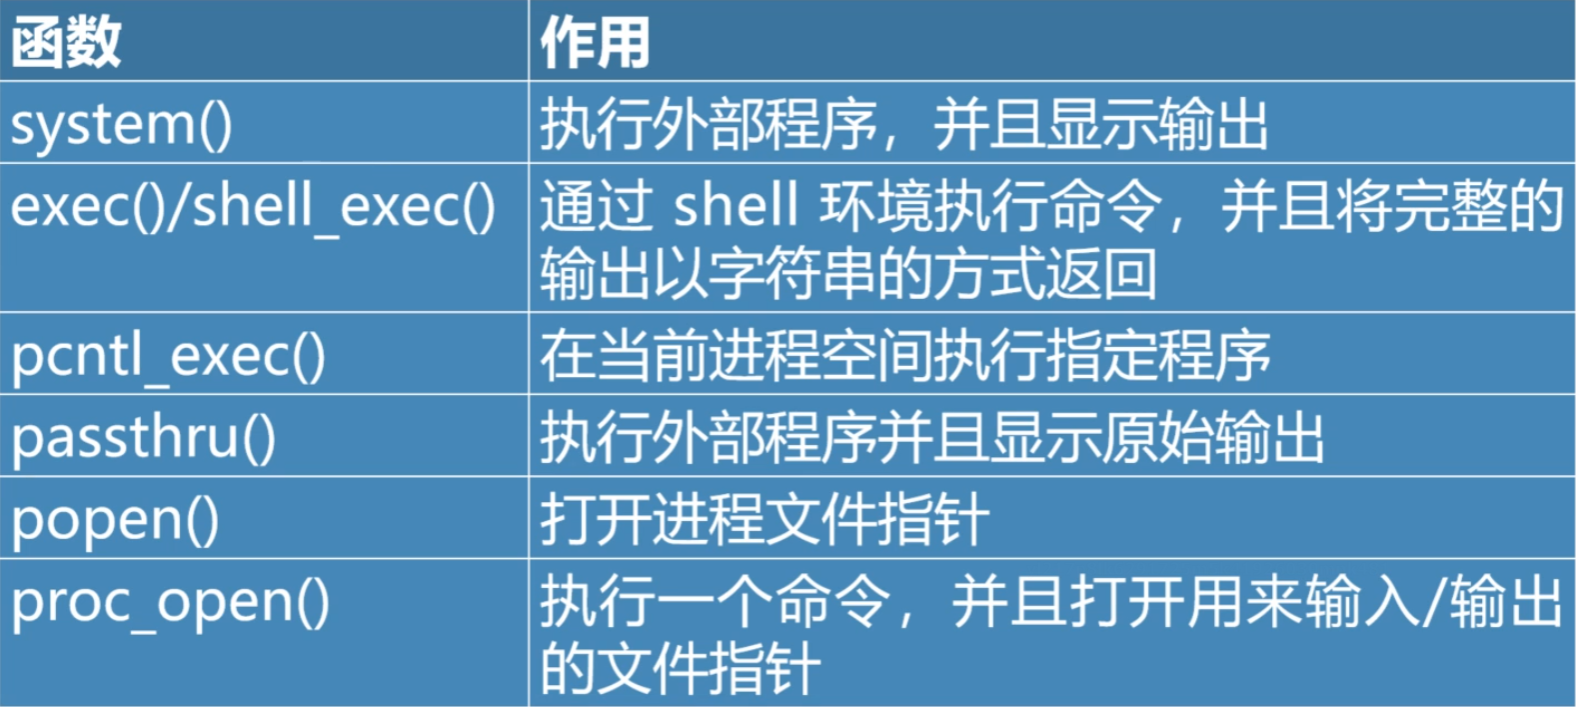 函数
作用
system()
执行外部程序，并且显示输出
exec()/shell_exec()
通过 shell 环境执行命令，并且将完整的
输出以字符串的方式返回
pcntl_exec()
在当前进程空间执行指定程序
passthru()
执行外部程序并且显示原始输出
popen()
打开进程文件指针
proc_open()
执行一个命令，并且打开用来输入/输出
的文件指针